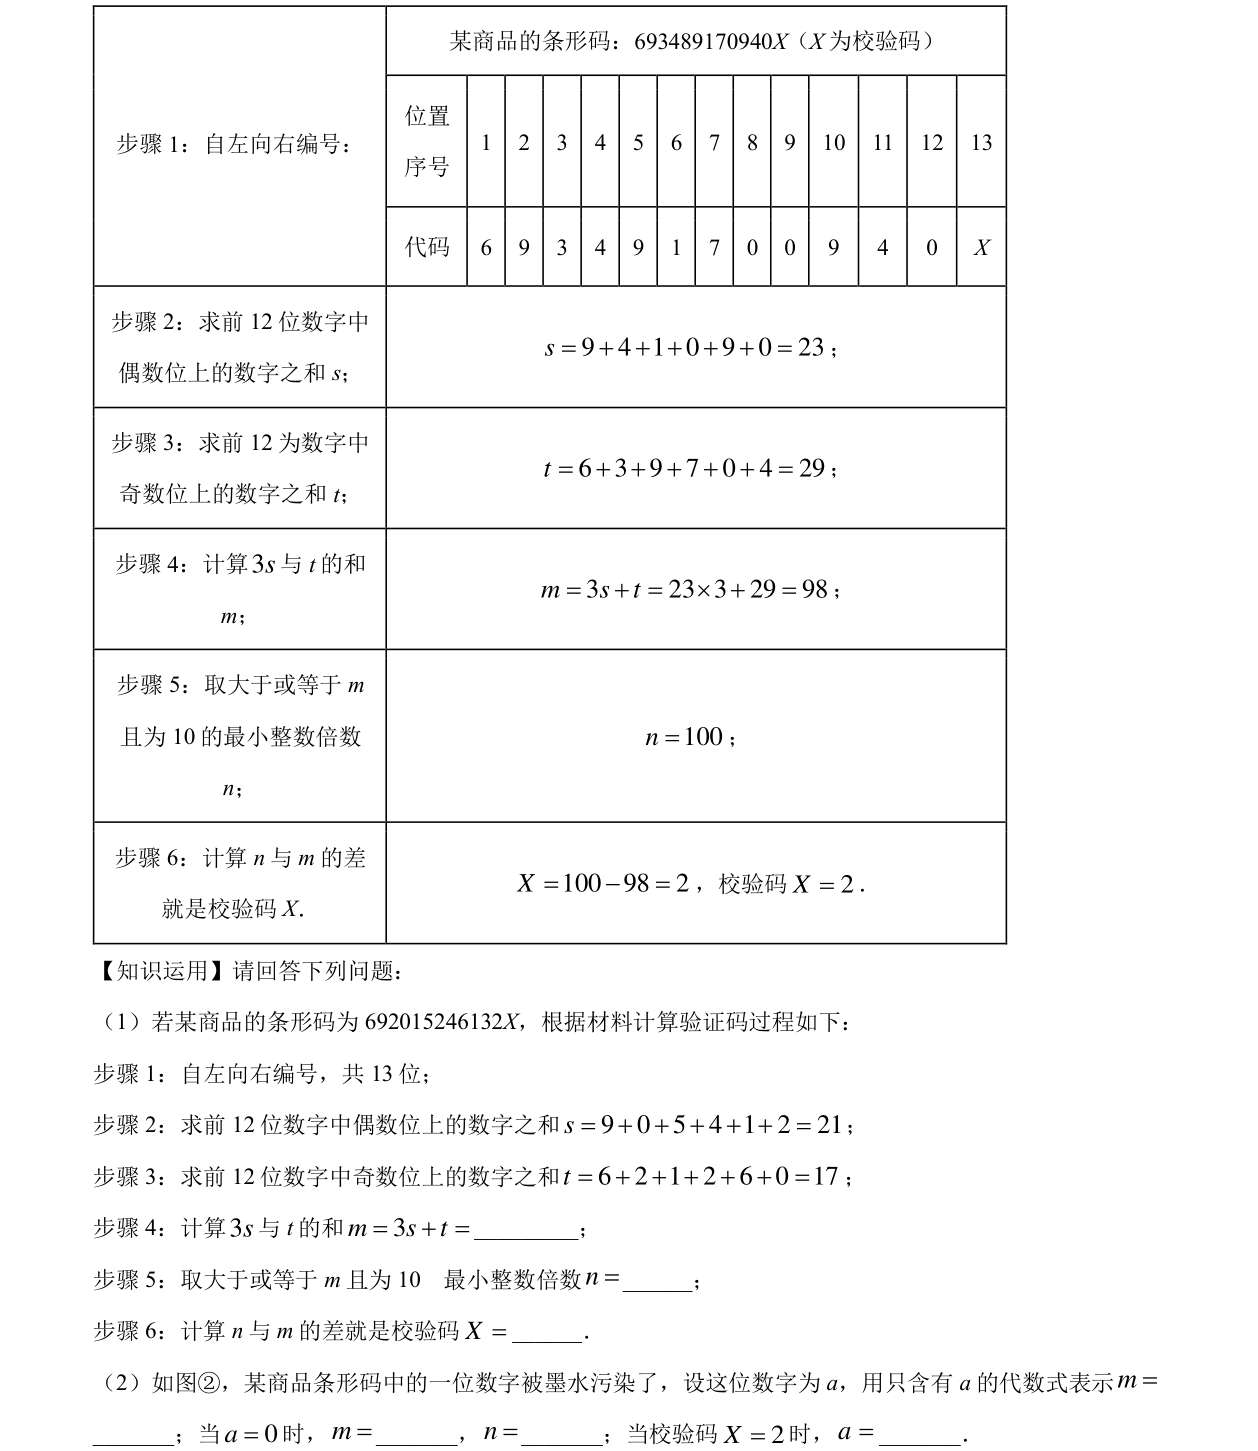 某商品的条形码：693489170940X（X 为校验码）
步骤 1：自左向右编号：
位置序号 1 2 3 4 5 6 7 8 9 10 11 12 13
代码 6 9 3 4 9 1 7 0 0 9 4 0 X
步骤 2：求前 12 位数字中
偶数位上的数字之和 s；
s = 9 + 4 + 1 + 0 + 9 + 0 = 23；
步骤 3：求前 12 为数字中
奇数位上的数字之和 t；
t = 6 + 3 + 9 + 7 + 0 + 4 = 29；
步骤 4：计算 3s 与 t 的和
m；
m = 3s + t = 23×3 + 29 = 98；
步骤 5：取大于或等于 m
且为 10 的最小整数倍数
n；
n = 100；
步骤 6：计算 n 与 m 的差
就是校验码 X．
X = 100 − 98 = 2，校验码 X = 2．
【知识运用】请回答下列问题：
（1）若某商品的条形码为 692015246132X，根据材料计算验证码过程如下：
步骤 1：自左向右编号，共 13 位；
步骤 2：求前 12 位数字中偶数位上的数字之和 s = 9 + 0 + 5 + 4 + 1 + 2 = 21；
步骤 3：求前 12 位数字中奇数位上的数字之和 t = 6 + 2 + 1 + 2 + 6 + 0 = 17；
步骤 4：计算 3s 与 t 的和 m = 3s + t = _________；
步骤 5：取大于或等于 m 且为 10 最小整数倍数 n = ______；
步骤 6：计算 n 与 m 的差就是校验码 X = ______．
（2）如图②，某商品条形码中的一位数字被墨水污染了，设这位数字为 a，用只含有 a 的代数式表示 m =
_______；当 a = 0 时，m = _______，n = _______；当校验码 X = 2 时，a = _______．